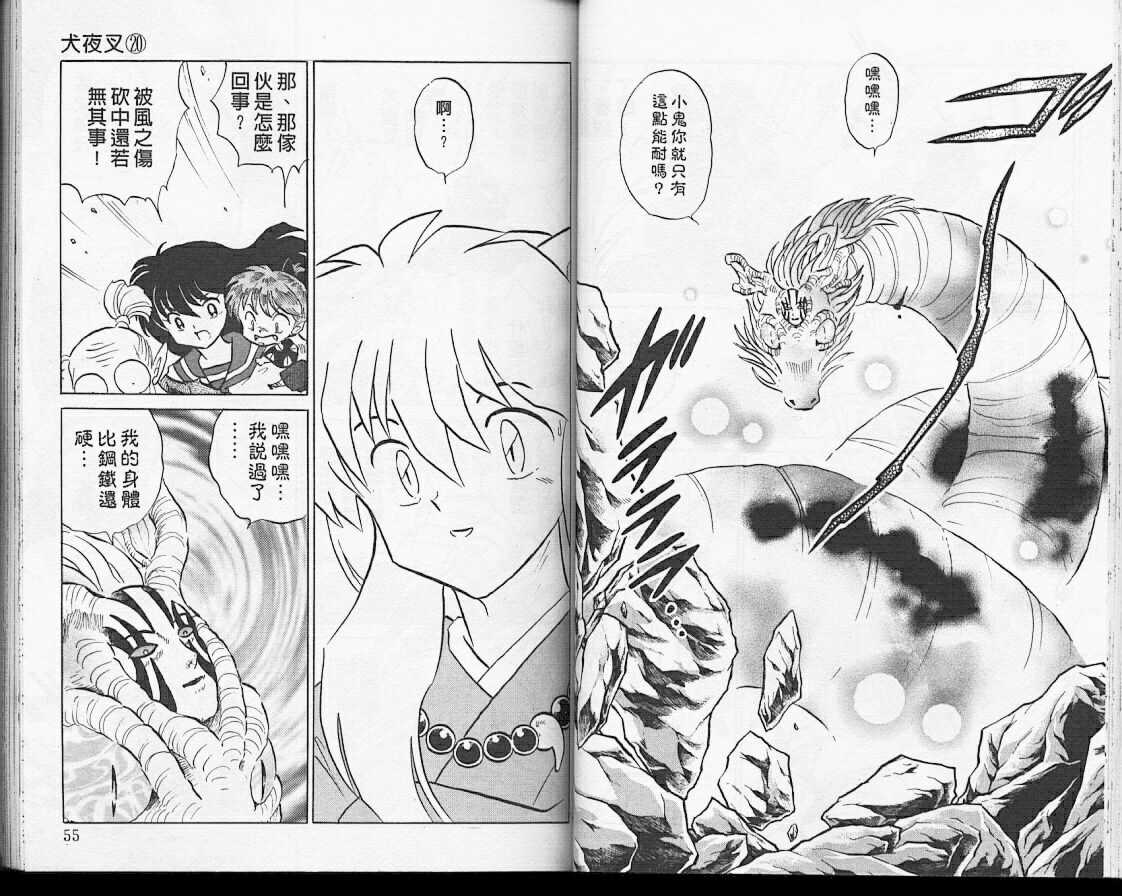 嘿嘿嘿…
小鬼你就只有
這點能耐嗎？
犬夜叉⑳
啊…？
那、那傢
伙是怎麼
回事？
被風之傷
砍中還若
無其事！
嘿嘿嘿…
我說過了
……
我的身體
比鋼鐵還
硬…
55